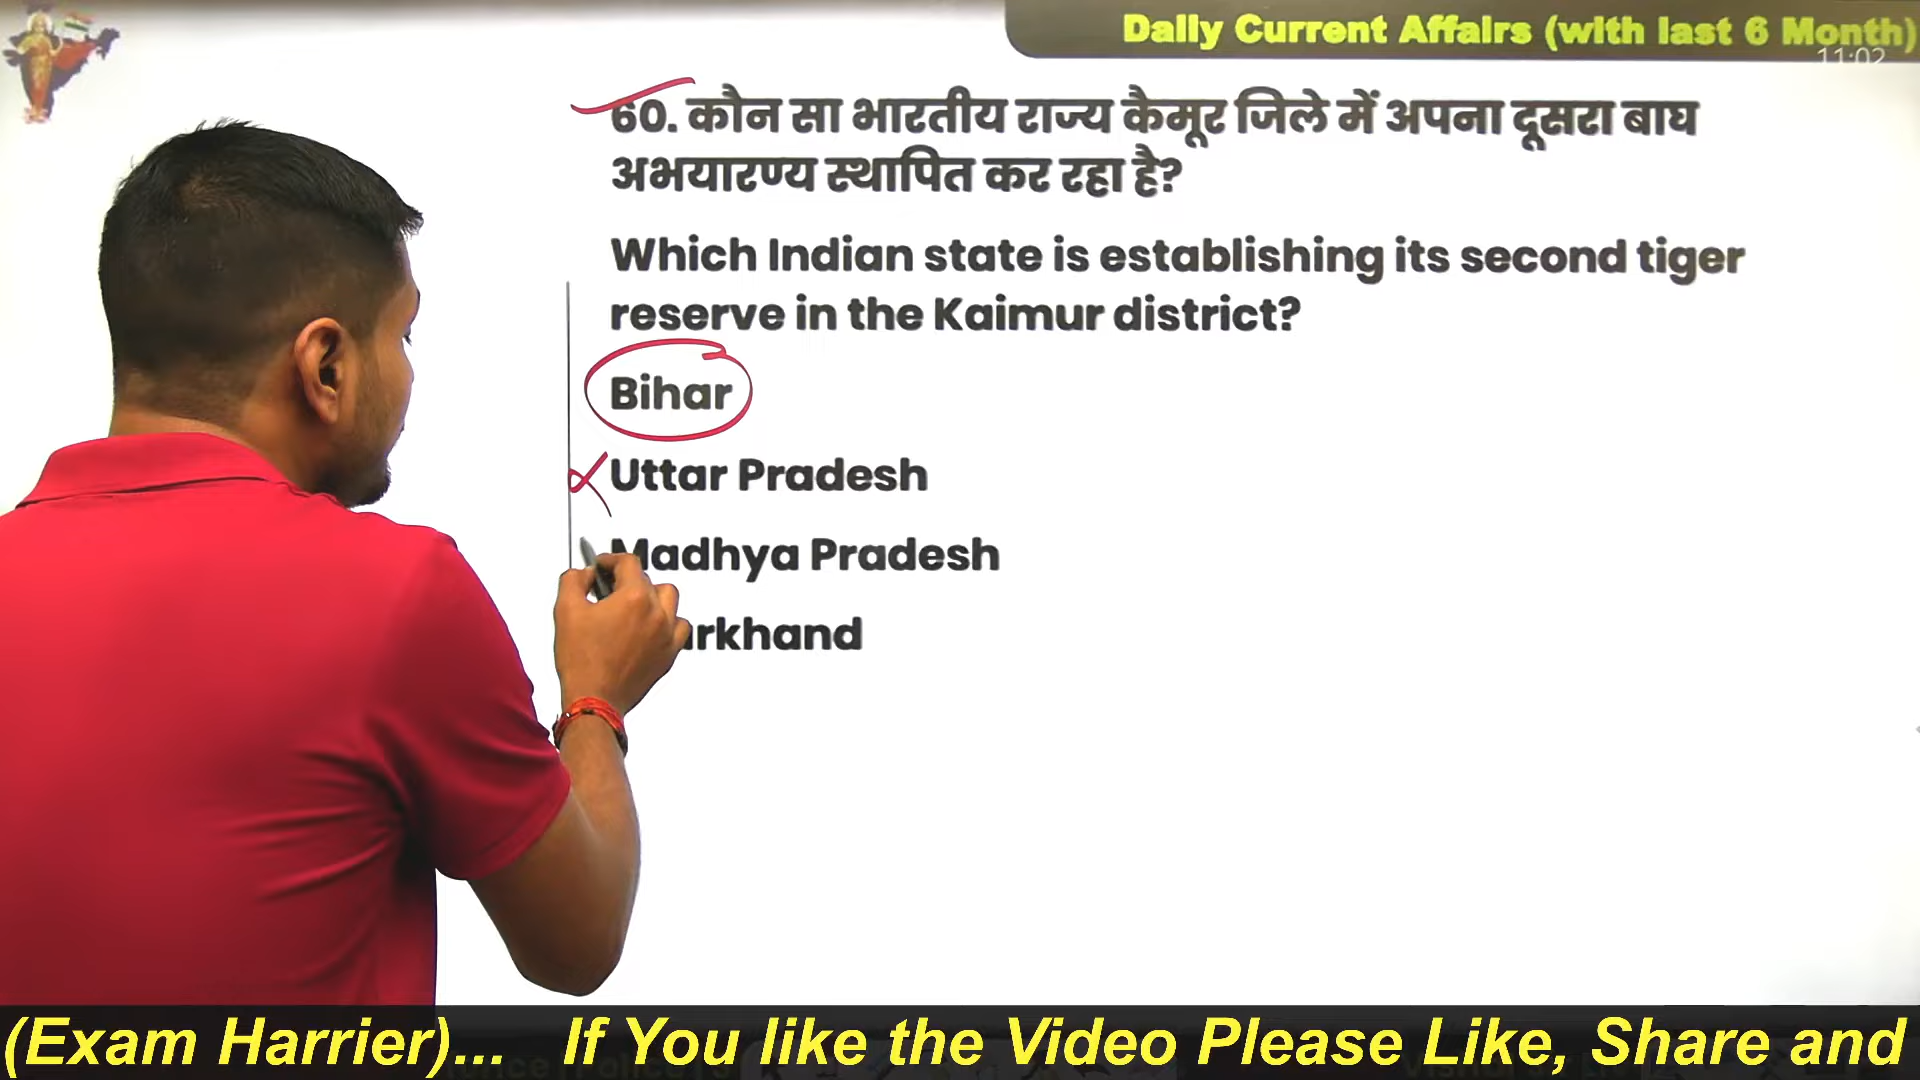 Daily Current Affairs (with last 6 Month)
11:02
60. कौन सा भारतीय राज्य कैमूर जिले में अपना दूसरा बाघ
अभयारण्य स्थापित कर रहा है?
Which Indian state is establishing its second tiger
reserve in the Kaimur district?
Bihar
Uttar Pradesh
Madhya Pradesh
rkhand
(Exam Harrier)... If You like the Video Please Like, Share and